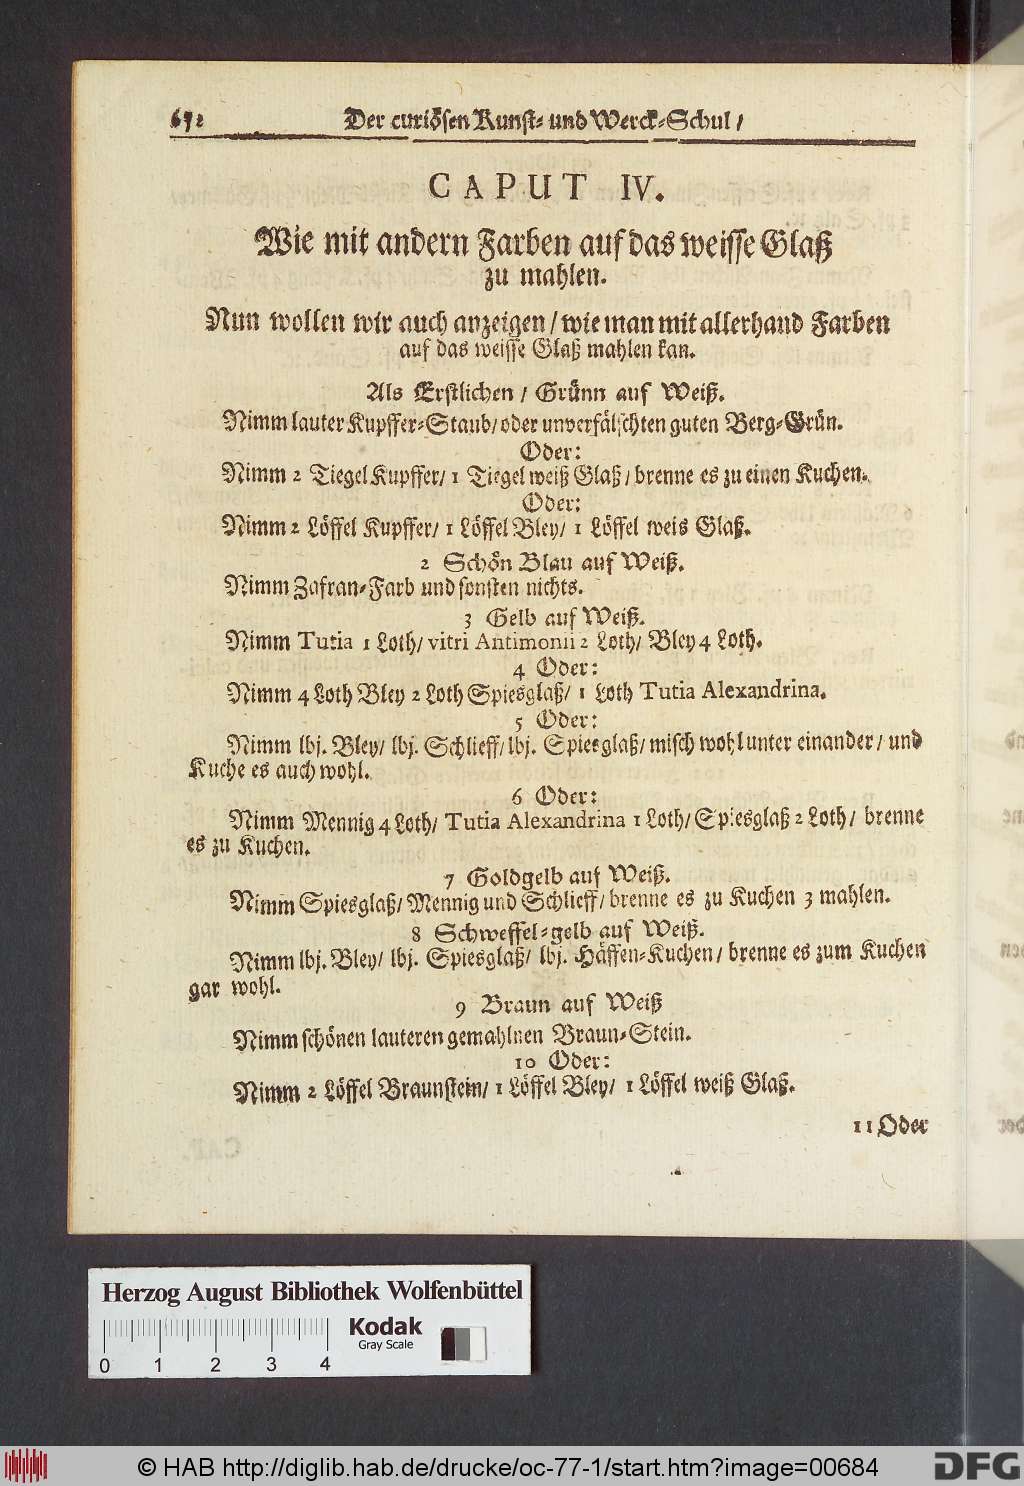 672 Der curiösen Kunst- und Werck-Schul /
CAPUT IV.
Wie mit andern Farben auf das weisse Glaß
zu mahlen.
Nun wollen wir auch anzeigen / wie man mit allerhand Farben
auf das weisse Glaß mahlen kan.
Als Erstlichen / Grünn auf Weiß.
Nimm lauter Kupffer-Staub / oder unverfälschten guten Berg-Grün.
Oder:
Nimm 2 Tiegel Kupffer / 1 Tiegel weiß Glaß / brenne es zu einen Kuchen.
Oder:
Nimm 2 Löffel Kupffer / 1 Löffel Bley / 1 Löffel weis Glaß.
2 Schön Blau auf Weiß.
Nimm Zafran-Farb und sonsten nichts.
3 Gelb auf Weiß.
Nimm Tutia 1 Loth / vitri Antimonii 2 Loth / Bley 4 Loth.
4 Oder:
Nimm 4 Loth Bley 2 Loth Spiesglaß / 1 Loth Tutia Alexandrina.
5 Oder:
Nimm lbj. Bley / lbj. Schlieff / lbj. Spiesglaß / misch wohl unter einander / und
Kuche es auch wohl.
6 Oder:
Nimm Mennig 4 Loth / Tutia Alexandrina 1 Loth / Spiesglaß 2 Loth / brenne
es zu Kuchen.
7 Goldgelb auf Weiß.
Nimm Spiesglaß / Mennig und Schlieff / brenne es zu Kuchen 3 mahlen.
8 Schweffel-gelb auf Weiß.
Nimm lbj. Bley / lbj. Spiesglaß / lbj. Häffen-Kuchen / brenne es zum Kuchen
gar wohl.
9 Braun auf Weiß
Nimm schönen lauteren gemahlnen Braun-Stein.
10 Oder:
Nimm 2 Löffel Braunstein / 1 Löffel Bley / 1 Löffel weiß Glaß.
11 Oder
Herzog August Bibliothek Wolfenbüttel
Kodak
Gray Scale
0 1 2 3 4
© HAB http://diglib.hab.de/drucke/oc-77-1/start.htm?image=00684
DFG